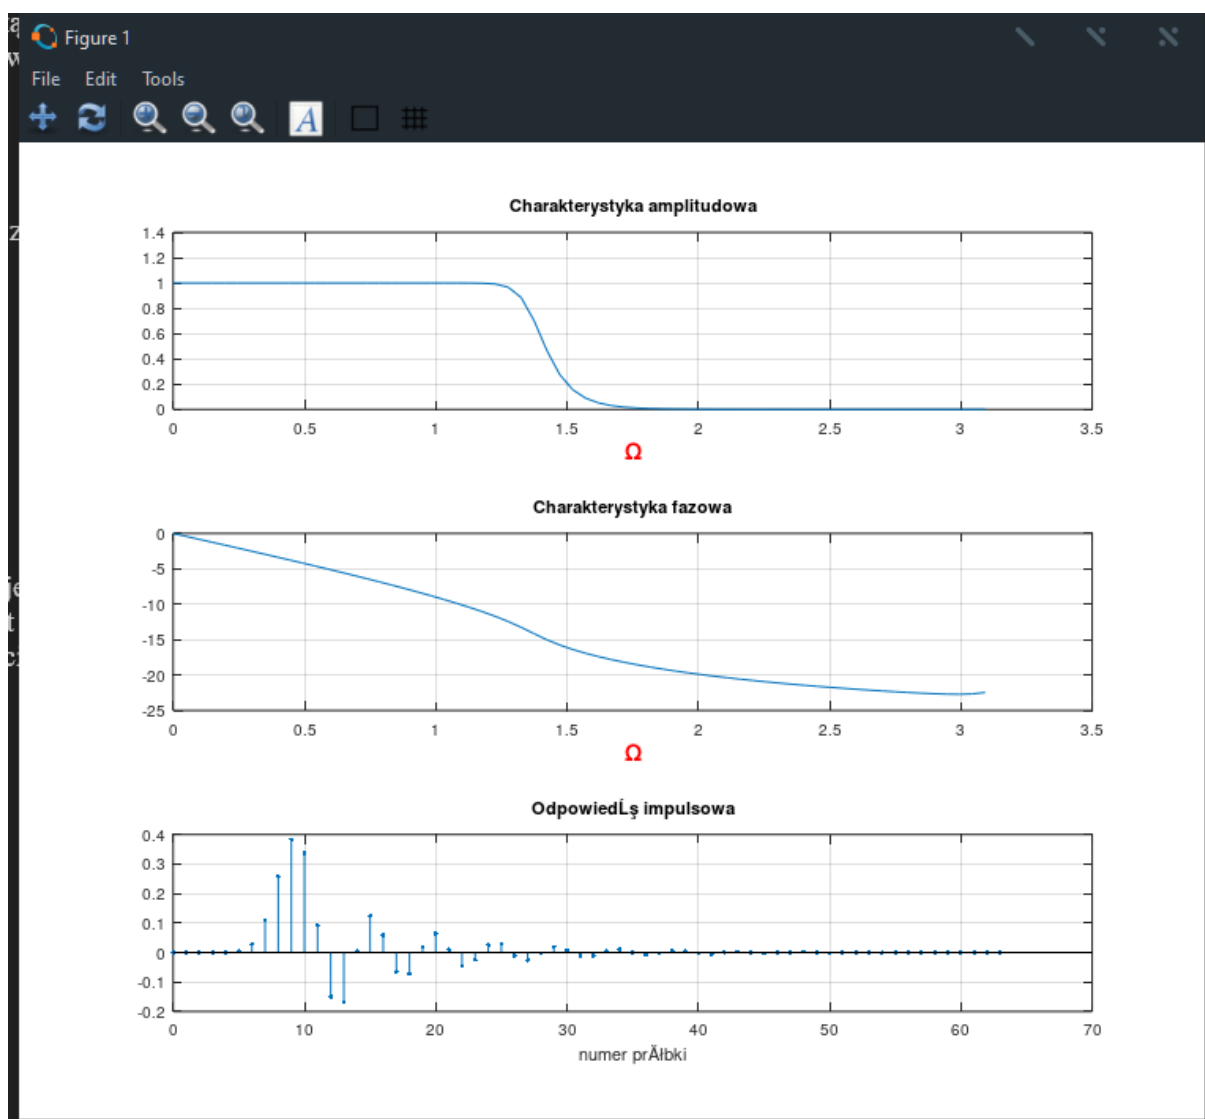 Figure 1
File Edit Tools
A
Charakterystyka amplitudowa
1.4
1.2
1
0.8
0.6
0.4
0.2
0
0 0.5 1 1.5 2 2.5 3 3.5
Ω
Charakterystyka fazowa
0
-5
-10
-15
-20
-25
0 0.5 1 1.5 2 2.5 3 3.5
Ω
OdpowiedĹş impulsowa
0.4
0.3
0.2
0.1
0
-0.1
-0.2
0 10 20 30 40 50 60 70
numer prĂłbki